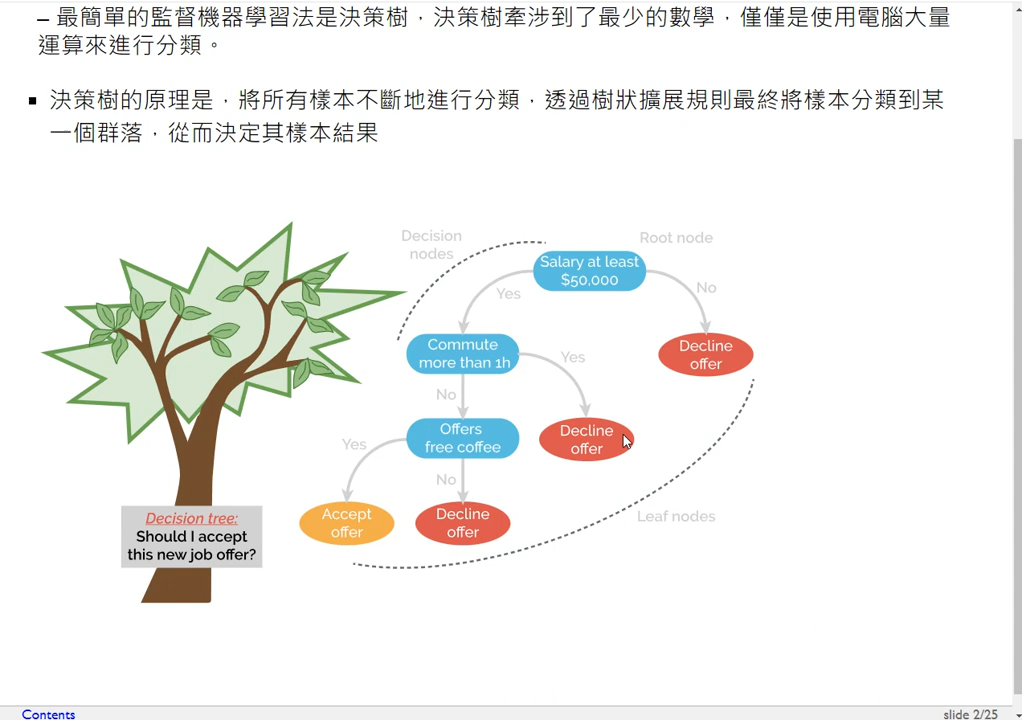 – 最簡單的監督機器學習法是決策樹，決策樹牽涉到了最少的數學，僅僅是使用電腦大量
運算來進行分類。
▪ 決策樹的原理是，將所有樣本不斷地進行分類，透過樹狀擴展規則最終將樣本分類到某
一個群落，從而決定其樣本結果
Decision
nodes
Root node
Salary at least
$50,000
Yes
No
Commute
more than 1h
Yes
Decline
offer
No
Offers
free coffee
Decline
offer
Yes
No
Accept
offer
Decline
offer
Leaf nodes
Decision tree:
Should I accept
this new job offer?
Contents
slide 2/25